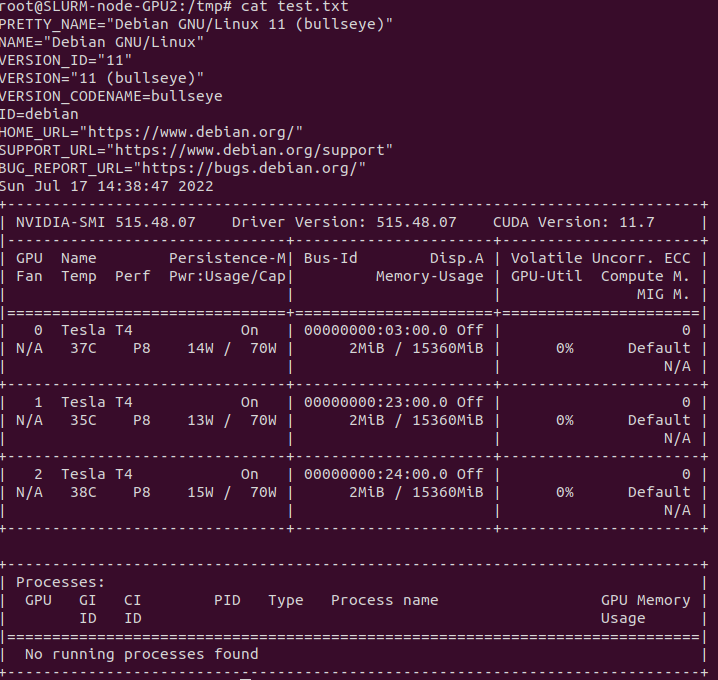 root@SLURM-node-GPU2:/tmp# cat test.txt
PRETTY_NAME="Debian GNU/Linux 11 (bullseye)"
NAME="Debian GNU/Linux"
VERSION_ID="11"
VERSION="11 (bullseye)"
VERSION_CODENAME=bullseye
ID=debian
HOME_URL="https://www.debian.org/"
SUPPORT_URL="https://www.debian.org/support"
BUG_REPORT_URL="https://bugs.debian.org/"
Sun Jul 17 14:38:47 2022
+-----------------------------------------------------------------------------+
| NVIDIA-SMI 515.48.07    Driver Version: 515.48.07    CUDA Version: 11.7     |
|-------------------------------+----------------------+----------------------+
| GPU  Name        Persistence-M| Bus-Id        Disp.A | Volatile Uncorr. ECC |
| Fan  Temp  Perf  Pwr:Usage/Cap|         Memory-Usage | GPU-Util  Compute M. |
|                               |                      |               MIG M. |
|===============================+======================+======================|
|   0  Tesla T4            On   | 00000000:03:00.0 Off |                    0 |
| N/A   37C    P8    14W /  70W |      2MiB / 15360MiB |      0%      Default |
|                               |                      |                  N/A |
+-------------------------------+----------------------+----------------------+
|   1  Tesla T4            On   | 00000000:23:00.0 Off |                    0 |
| N/A   35C    P8    13W /  70W |      2MiB / 15360MiB |      0%      Default |
|                               |                      |                  N/A |
+-------------------------------+----------------------+----------------------+
|   2  Tesla T4            On   | 00000000:24:00.0 Off |                    0 |
| N/A   38C    P8    15W /  70W |      2MiB / 15360MiB |      0%      Default |
|                               |                      |                  N/A |
+-------------------------------+----------------------+----------------------+
+-----------------------------------------------------------------------------+
| Processes:                                                                  |
|  GPU   GI   CI        PID   Type   Process name                  GPU Memory |
|        ID   ID                                                   Usage      |
|=============================================================================|
|  No running processes found                                                 |
+-----------------------------------------------------------------------------+